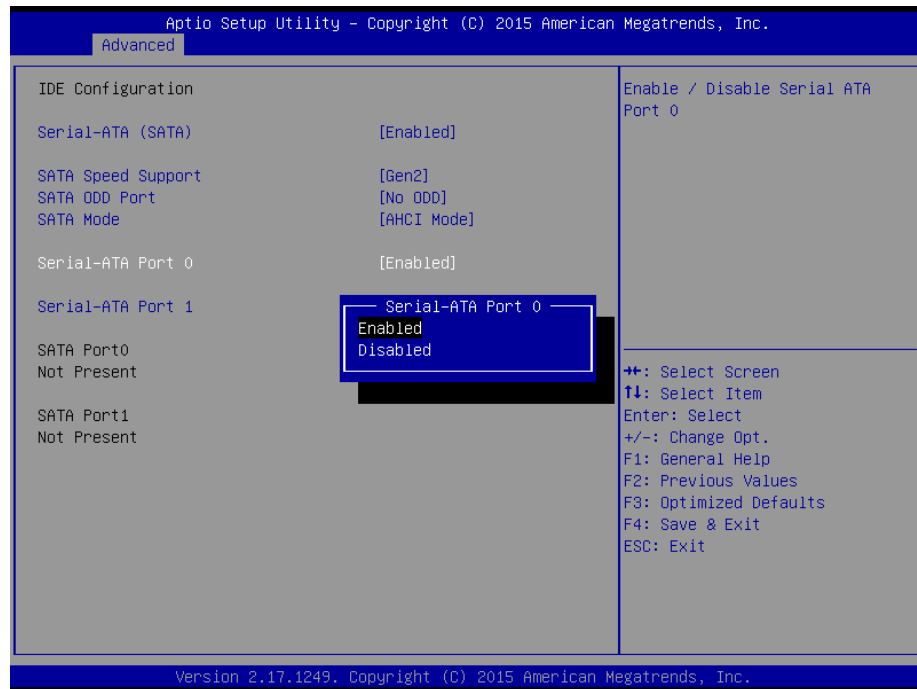 Aptio Setup Utility – Copyright (C) 2015 American Megatrends, Inc.
Advanced
IDE Configuration
Serial-ATA (SATA) [Enabled]
SATA Speed Support [Gen2]
SATA ODD Port [No ODD]
SATA Mode [AHCI Mode]
Serial-ATA Port 0 [Enabled]
Serial-ATA Port 1
SATA Port0
Not Present
SATA Port1
Not Present
Serial-ATA Port 0
Enabled
Disabled
Enable / Disable Serial ATA
Port 0
→←: Select Screen
↑↓: Select Item
Enter: Select
+/-: Change Opt.
F1: General Help
F2: Previous Values
F3: Optimized Defaults
F4: Save & Exit
ESC: Exit
Version 2.17.1249. Copyright (C) 2015 American Megatrends, Inc.